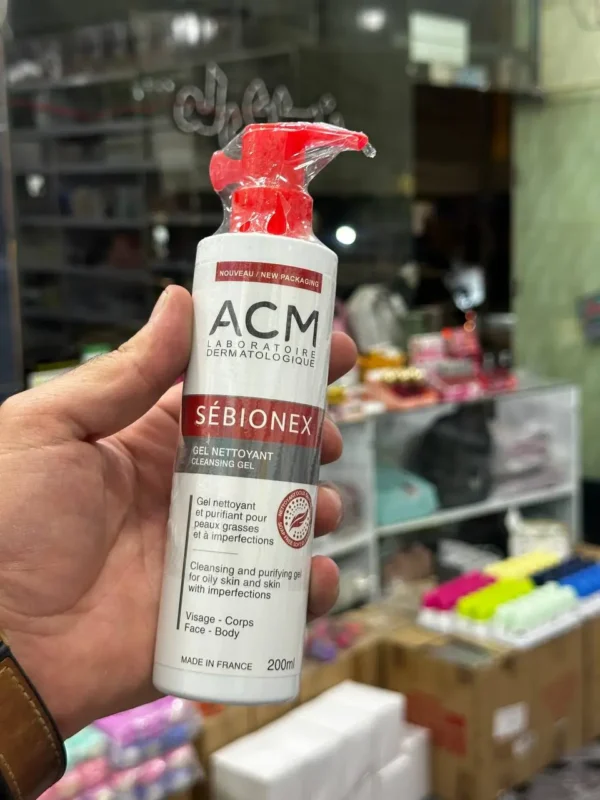 NOUVEAU / NEW PACKAGING
ACM
LABORATOIRE
DERMATOLOGIQUE
SÉBIONEX
GEL NETTOYANT
CLEANSING GEL
Gel nettoyant
et purifiant pour
peaux grasses
et à imperfections
Cleansing and purifying gel
for oily skin and skin
with imperfections
Visage - Corps
Face - Body
MADE IN FRANCE 200ml